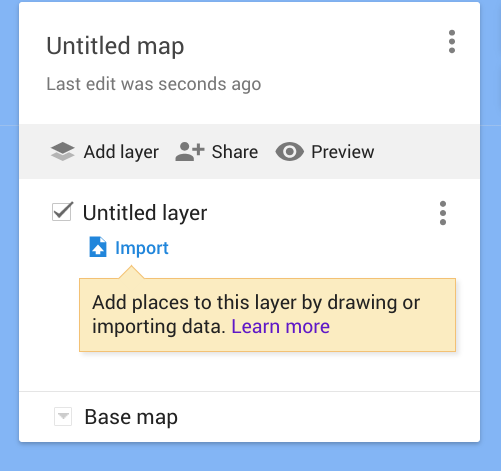 Untitled map
Last edit was seconds ago
Add layer Share Preview
Untitled layer
Import
Add places to this layer by drawing or
importing data. Learn more
Base map